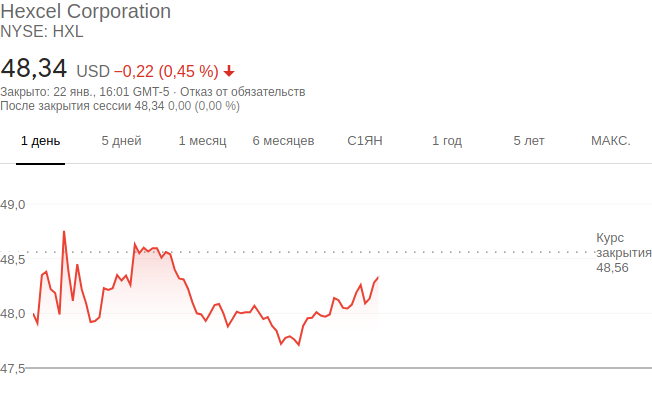 Hexcel Corporation
NYSE: HXL
48,34 USD −0,22 (0,45 %)
Закрыто: 22 янв., 16:01 GMT-5 · Отказ от обязательств
После закрытия сессии 48,34 0,00 (0,00 %)
1 день 5 дней 1 месяц 6 месяцев С1ЯН 1 год 5 лет МАКС.
49,0
48,5
48,0
47,5
Курс
закрытия
48,56